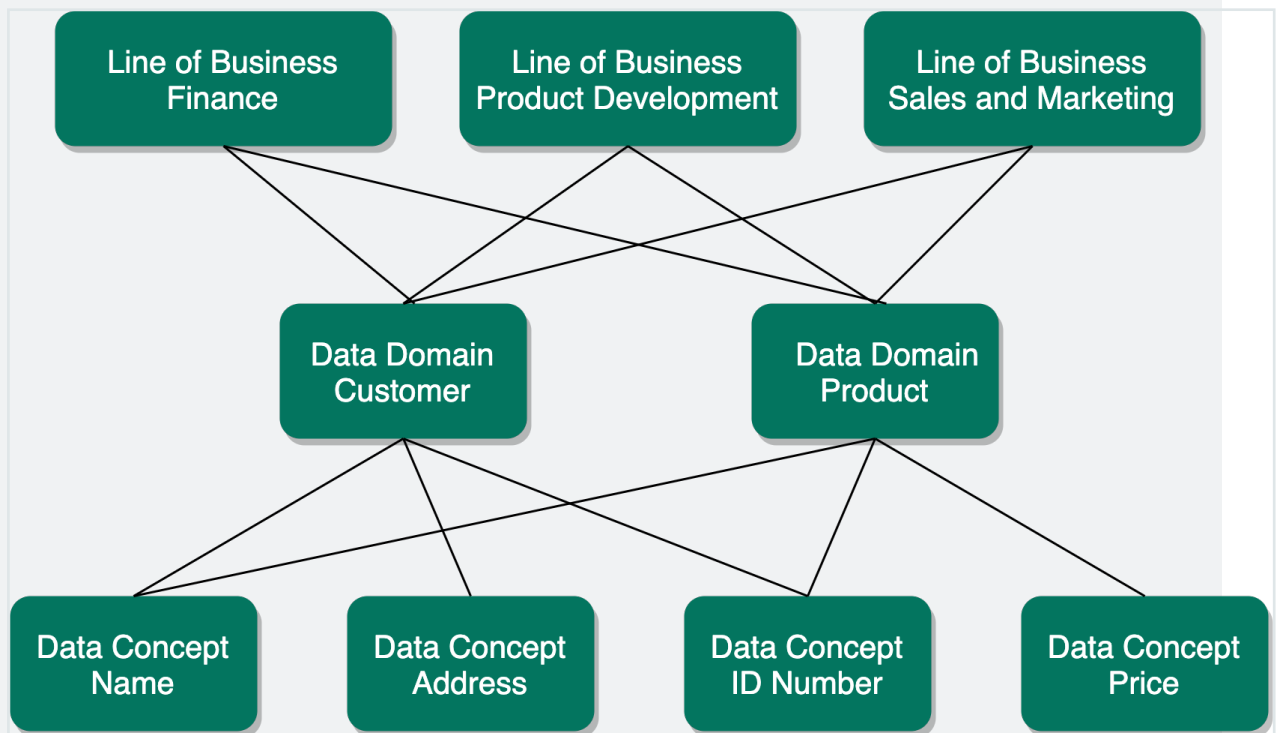 Line of Business
Finance
Line of Business
Product Development
Line of Business
Sales and Marketing
Data Domain
Customer
Data Domain
Product
Data Concept
Name
Data Concept
Address
Data Concept
ID Number
Data Concept
Price